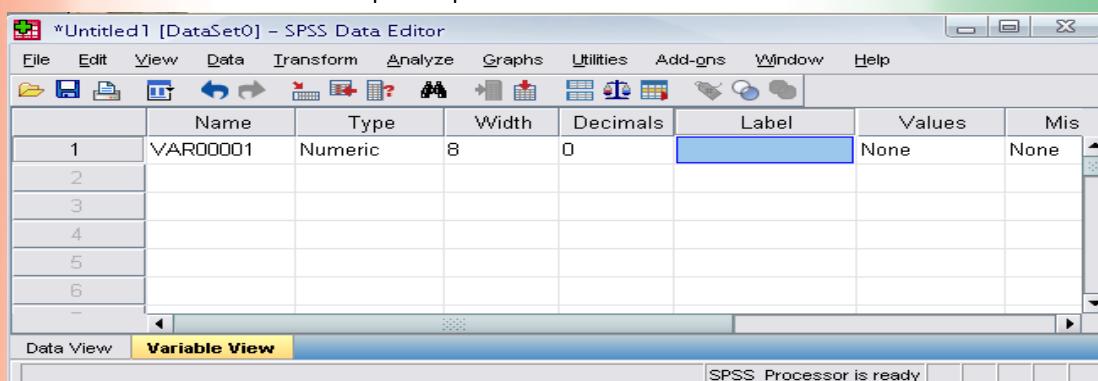 *Untitled1 [DataSet0] – SPSS Data Editor
File Edit View Data Transform Analyze Graphs Utilities Add-ons Window Help
Name Type Width Decimals Label Values Mis
1 VAR00001 Numeric 8 0 None None
2
3
4
5
6
Data View Variable View
SPSS Processor is ready